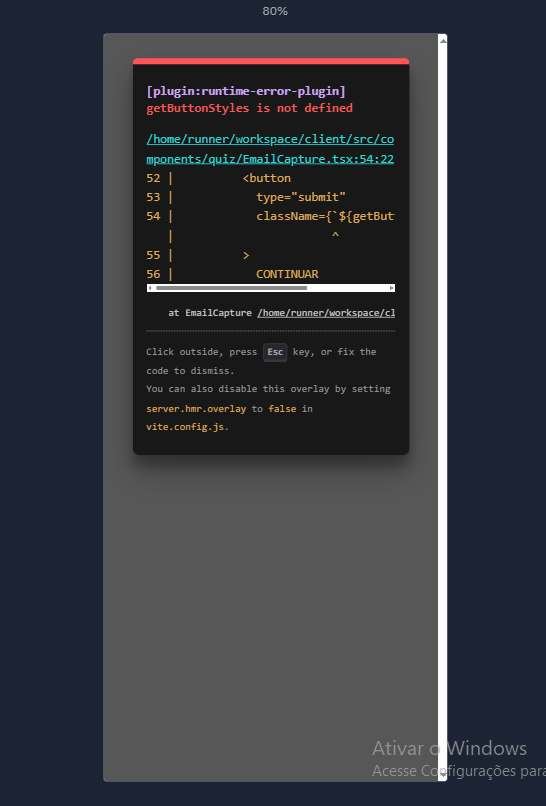 80%
[plugin:runtime-error-plugin]
getButtonStyles is not defined
/home/runner/workspace/client/src/co
mponents/quiz/EmailCapture.tsx:54:22
52 | <button
53 | type="submit"
54 | className={`${getBut
| ^
55 | >
56 | CONTINUAR
at EmailCapture /home/runner/workspace/cl
Click outside, press Esc key, or fix the
code to dismiss.
You can also disable this overlay by setting
server.hmr.overlay to false in
vite.config.js.
Ativar o Windows
Acesse Configurações para